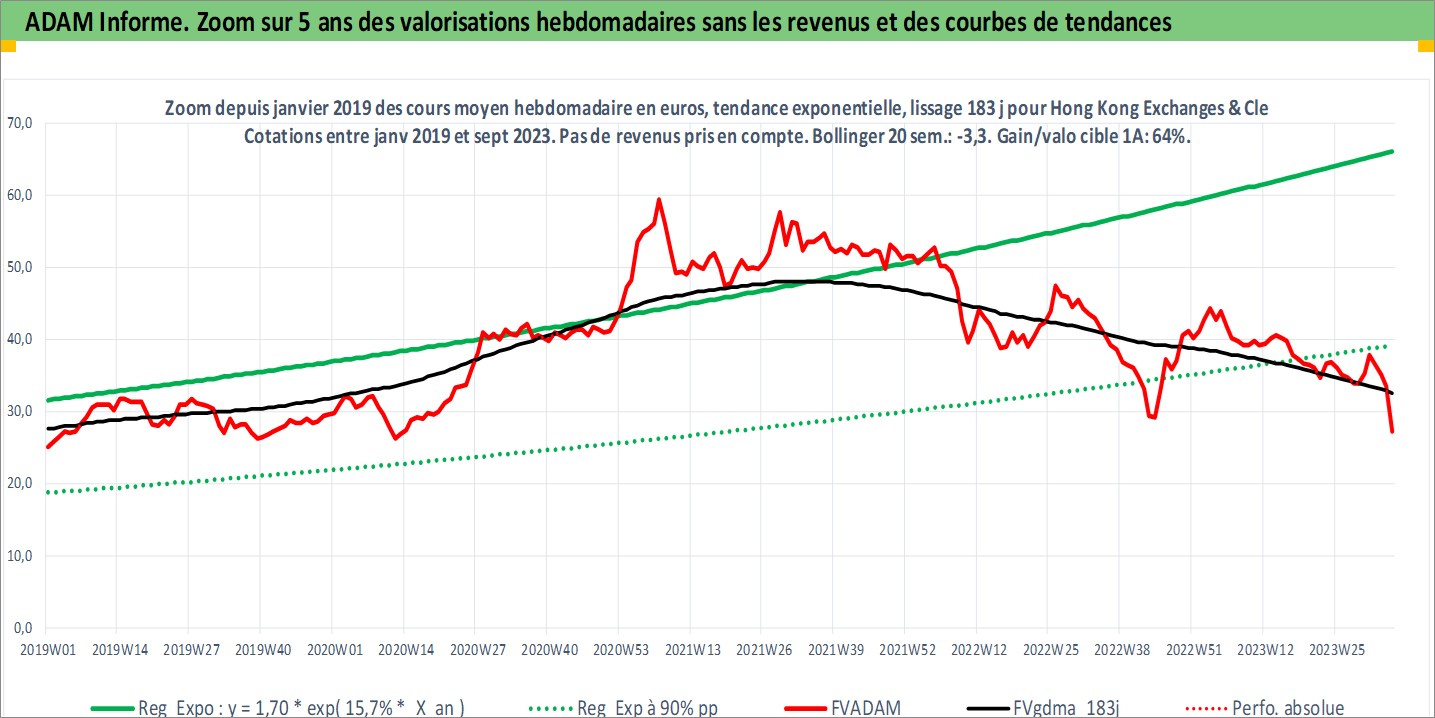 ADAM Informe. Zoom sur 5 ans des valorisations hebdomadaires sans les revenus et des courbes de tendances
Zoom depuis janvier 2019 des cours moyen hebdomadaire en euros, tendance exponentielle, lissage 183 j pour Hong Kong Exchanges & Cle
Cotations entre janv 2019 et sept 2023. Pas de revenus pris en compte. Bollinger 20 sem.: -3,3. Gain/valo cible 1A: 64%.
70,0
60,0
50,0
40,0
30,0
20,0
10,0
0,0
2019W01 2019W14 2019W27 2019W40 2020W01 2020W14 2020W27 2020W40 2020W53 2021W13 2021W26 2021W39 2021W52 2022W12 2022W25 2022W38 2022W51 2023W12 2023W25
Reg Expo : y = 1,70 * exp( 15,7% * X an ) Reg Exp à 90% pp FVADAM FVgdma 183j Perfo. absolue